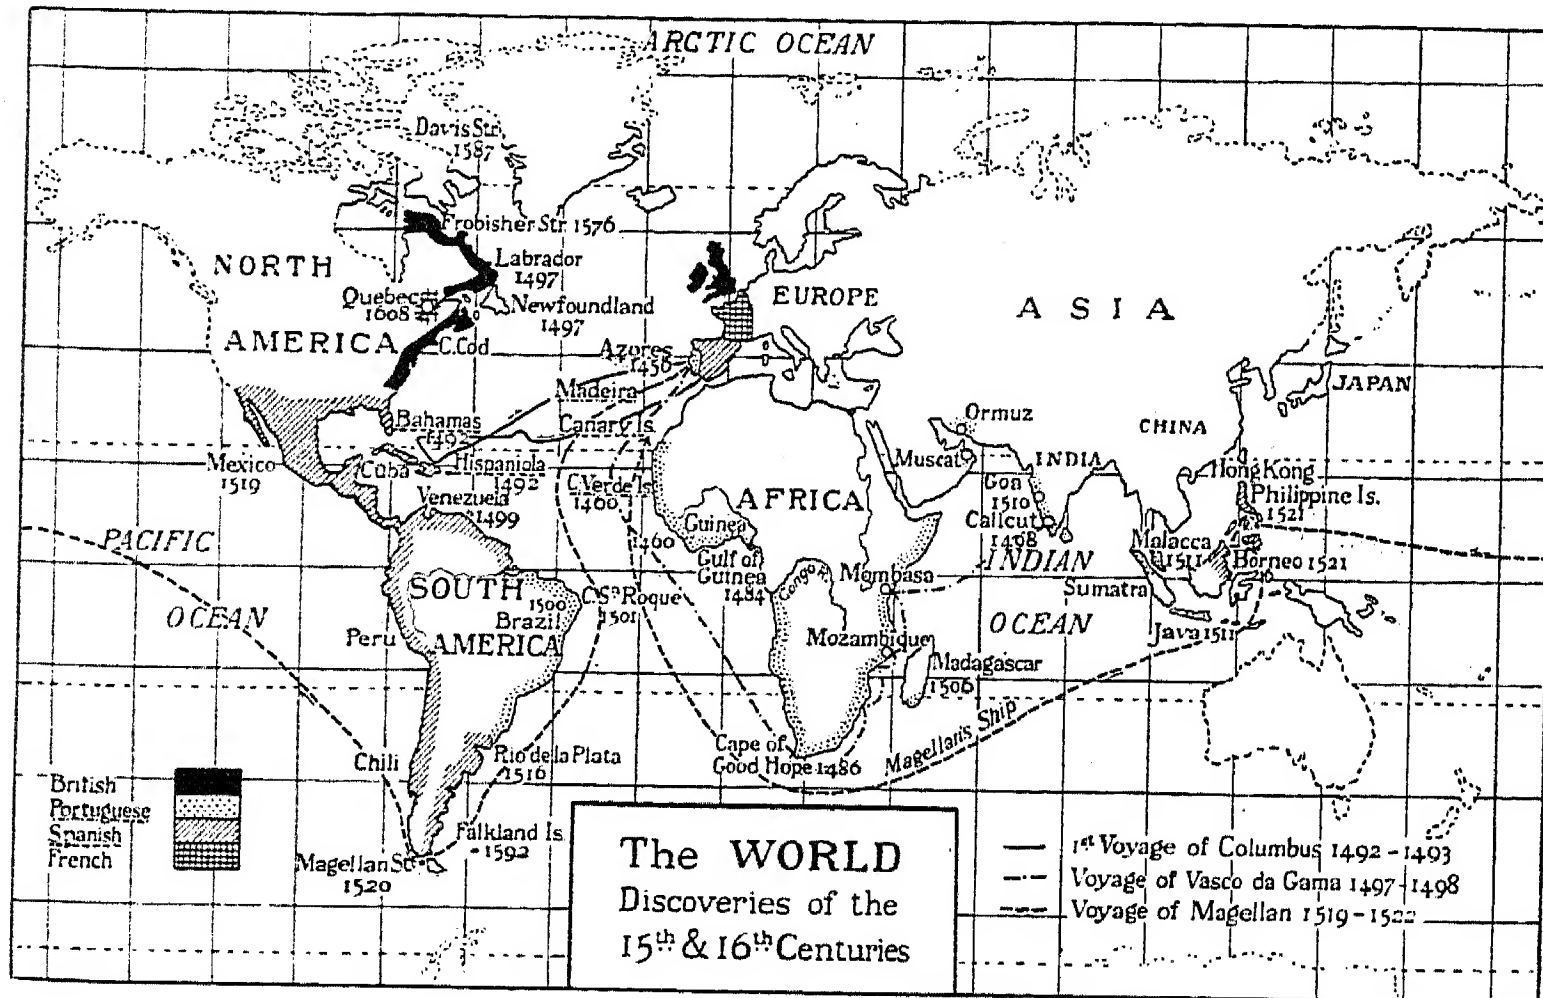 ARCTIC OCEAN
Davis Str.
1587
Frobisher Str. 1576
NORTH
Labrador
1497
Quebec
1608
Newfoundland
1497
EUROPE
ASIA
AMERICA
C.Cod
Azores
1456
Madeira
JAPAN
Bahamas
1492
Canary Is.
Ormuz
CHINA
Mexico
1519
Cuba
Hispaniola
1492
C.Verde Is
1460
AFRICA
Muscat
INDIA
Goa
1510
Hong Kong
Philippine Is.
1521
Venezuela
1499
Guinea
1460
Calicut
1498
PACIFIC
OCEAN
Gulf of
Guinea
1484
Congo R.
Mombasa
INDIAN
OCEAN
Malacca
1511
Borneo 1521
Sumatra
Java 1511
SOUTH
AMERICA
1500
Brazil
C.Sn Roque
1501
Peru
Mozambique
Madagascar
1506
Chili
Rio de la Plata
1516
Cape of
Good Hope 1486
Magellan's Ship
Falkland Is.
1592
Magellan St.
1520
British
Portuguese
Spanish
French
The WORLD
Discoveries of the
15th & 16th Centuries
1st Voyage of Columbus 1492-1493
Voyage of Vasco da Gama 1497-1498
Voyage of Magellan 1519-1522